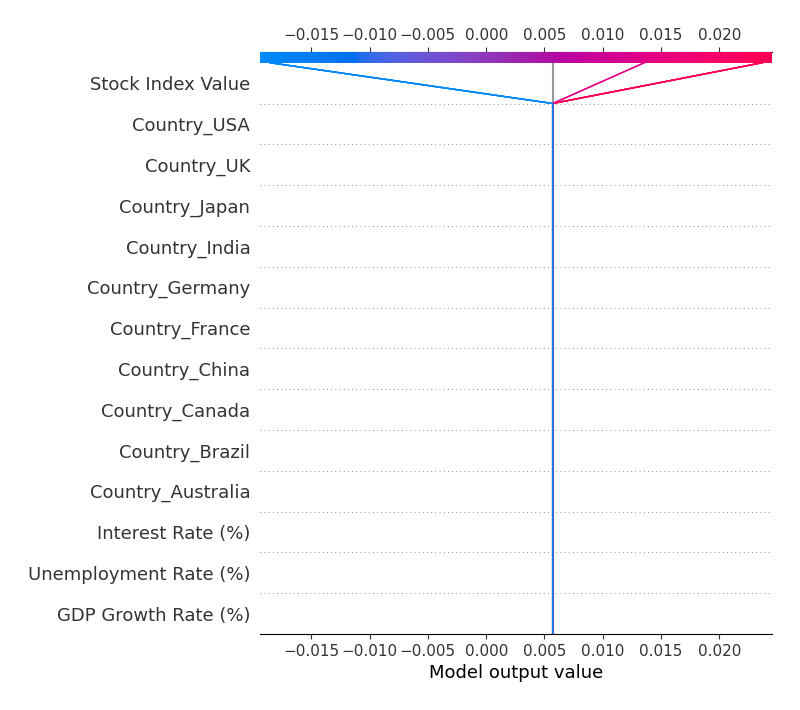 −0.015 −0.010 −0.005 0.000 0.005 0.010 0.015 0.020
Stock Index Value
Country_USA
Country_UK
Country_Japan
Country_India
Country_Germany
Country_France
Country_China
Country_Canada
Country_Brazil
Country_Australia
Interest Rate (%)
Unemployment Rate (%)
GDP Growth Rate (%)
−0.015 −0.010 −0.005 0.000 0.005 0.010 0.015 0.020
Model output value